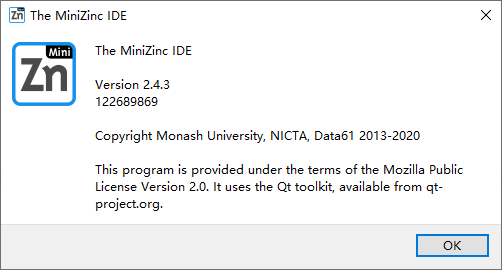 The MiniZinc IDE
Mini
Zn
The MiniZinc IDE
Version 2.4.3
122689869
Copyright Monash University, NICTA, Data61 2013-2020
This program is provided under the terms of the Mozilla Public
License Version 2.0. It uses the Qt toolkit, available from qt-
project.org.
OK